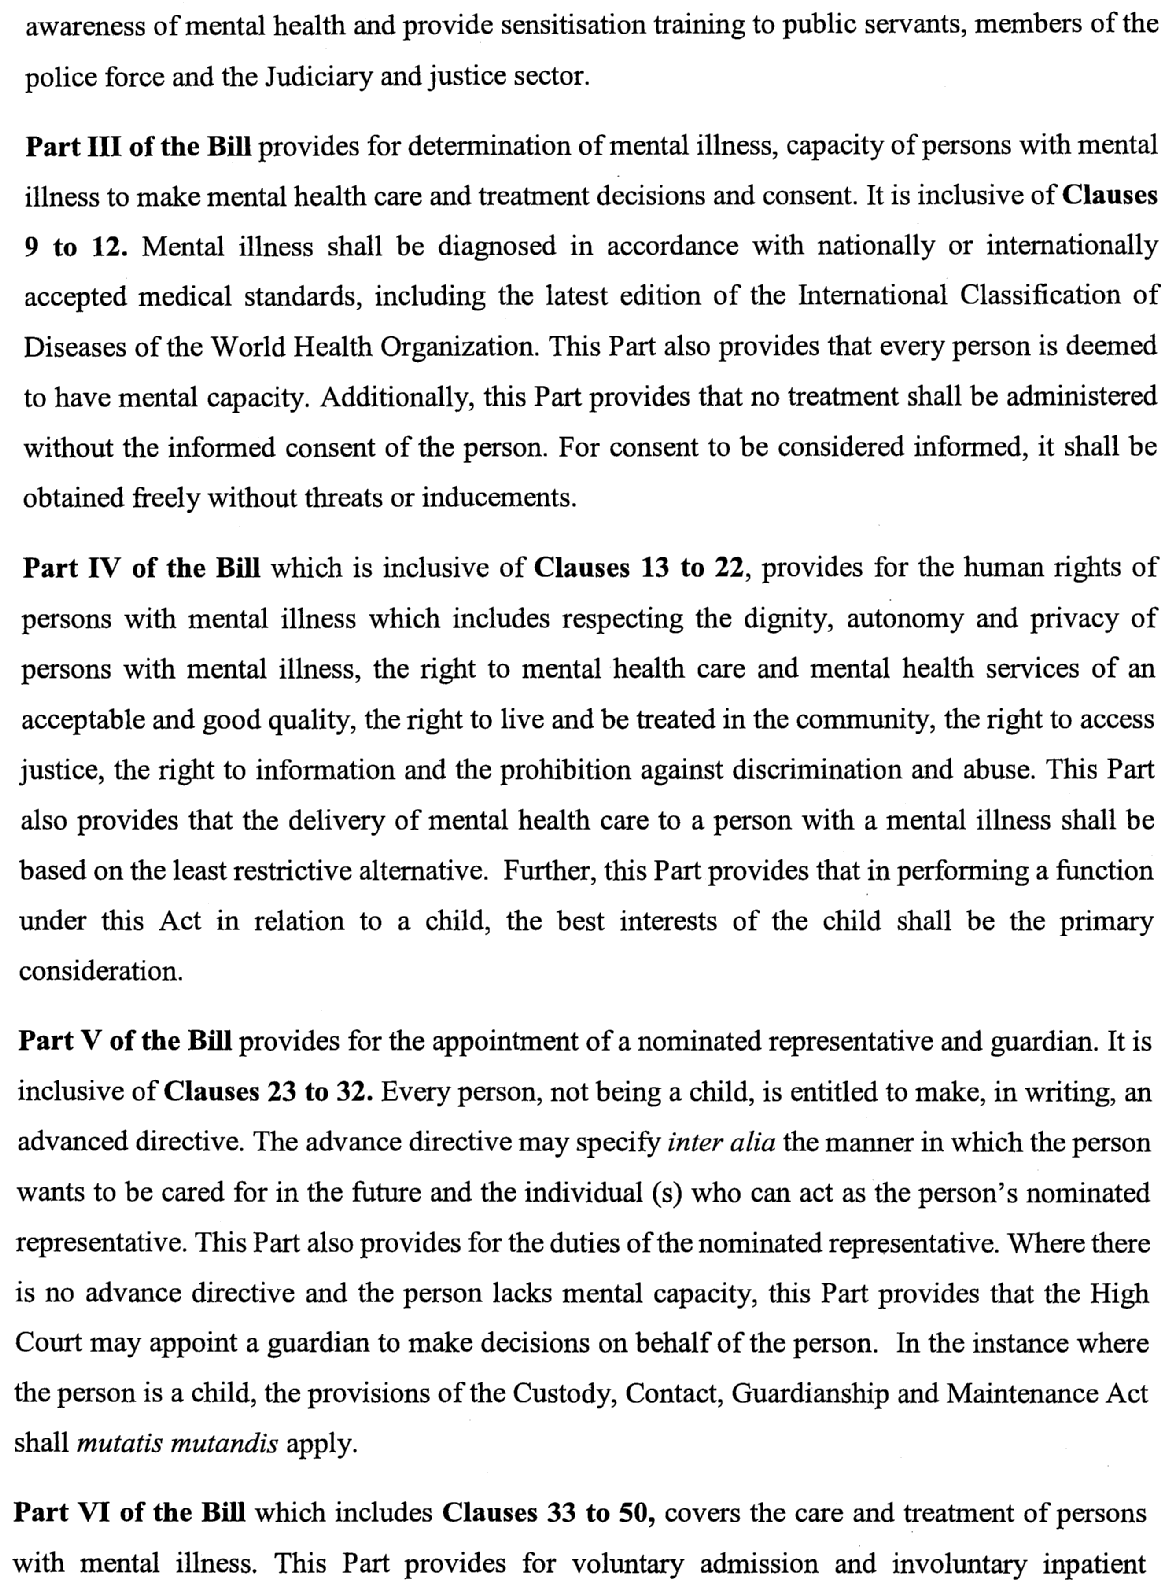 awareness of mental health and provide sensitisation training to public servants, members of the
police force and the Judiciary and justice sector.
Part III of the Bill provides for determination of mental illness, capacity of persons with mental
illness to make mental health care and treatment decisions and consent. It is inclusive of Clauses
9 to 12. Mental illness shall be diagnosed in accordance with nationally or internationally
accepted medical standards, including the latest edition of the International Classification of
Diseases of the World Health Organization. This Part also provides that every person is deemed
to have mental capacity. Additionally, this Part provides that no treatment shall be administered
without the informed consent of the person. For consent to be considered informed, it shall be
obtained freely without threats or inducements.
Part IV of the Bill which is inclusive of Clauses 13 to 22, provides for the human rights of
persons with mental illness which includes respecting the dignity, autonomy and privacy of
persons with mental illness, the right to mental health care and mental health services of an
acceptable and good quality, the right to live and be treated in the community, the right to access
justice, the right to information and the prohibition against discrimination and abuse. This Part
also provides that the delivery of mental health care to a person with a mental illness shall be
based on the least restrictive alternative. Further, this Part provides that in performing a function
under this Act in relation to a child, the best interests of the child shall be the primary
consideration.
Part V of the Bill provides for the appointment of a nominated representative and guardian. It is
inclusive of Clauses 23 to 32. Every person, not being a child, is entitled to make, in writing, an
advanced directive. The advance directive may specify inter alia the manner in which the person
wants to be cared for in the future and the individual (s) who can act as the person's nominated
representative. This Part also provides for the duties of the nominated representative. Where there
is no advance directive and the person lacks mental capacity, this Part provides that the High
Court may appoint a guardian to make decisions on behalf of the person. In the instance where
the person is a child, the provisions of the Custody, Contact, Guardianship and Maintenance Act
shall mutatis mutandis apply.
Part VI of the Bill which includes Clauses 33 to 50, covers the care and treatment of persons
with mental illness. This Part provides for voluntary admission and involuntary inpatient